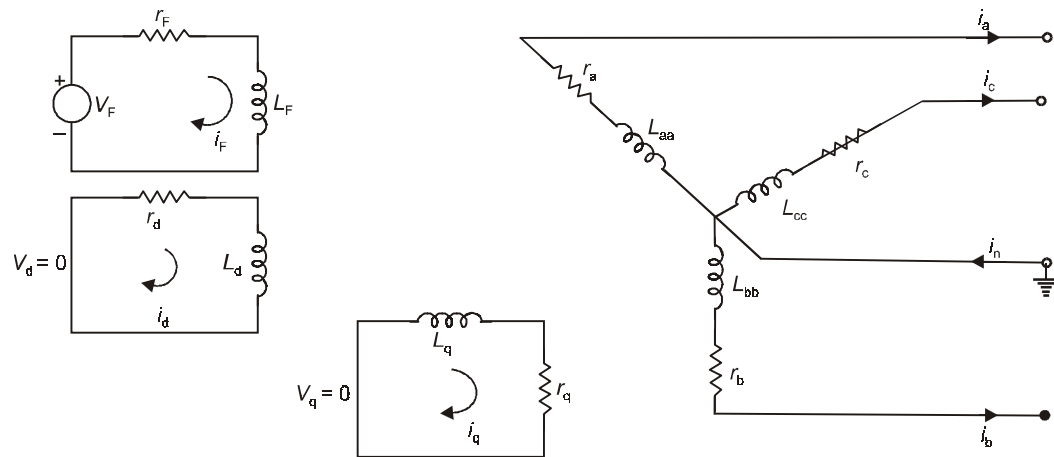 r_F
+
V_F
−
L_F
i_F
r_d
V_d = 0
L_d
i_d
L_q
V_q = 0
r_q
i_q
i_a
r_a
i_c
L_aa
r_c
L_cc
i_n
L_bb
r_b
i_b